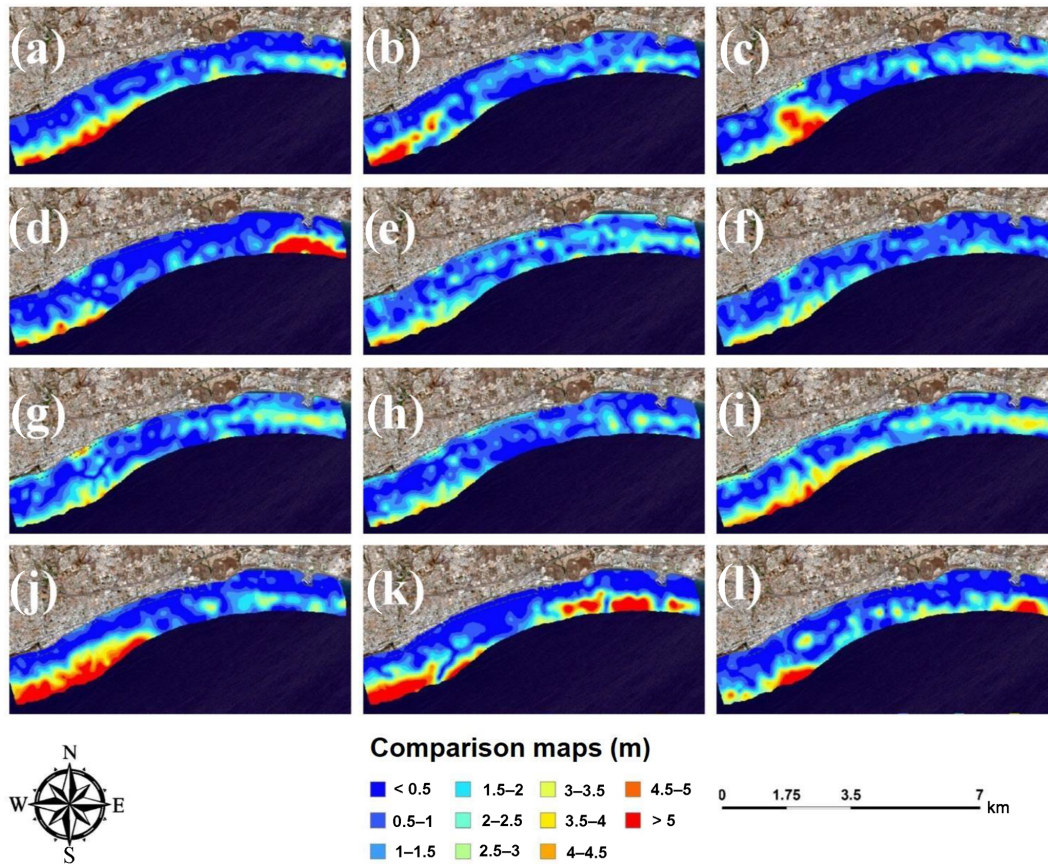 (a) (b) (c)
(d) (e) (f)
(g) (h) (i)
(j) (k) (l)
Comparison maps (m)
< 0.5 1.5–2 3–3.5 4.5–5
0.5–1 2–2.5 3.5–4 > 5
1–1.5 2.5–3 4–4.5
N
W E
S
0 1.75 3.5 7
km